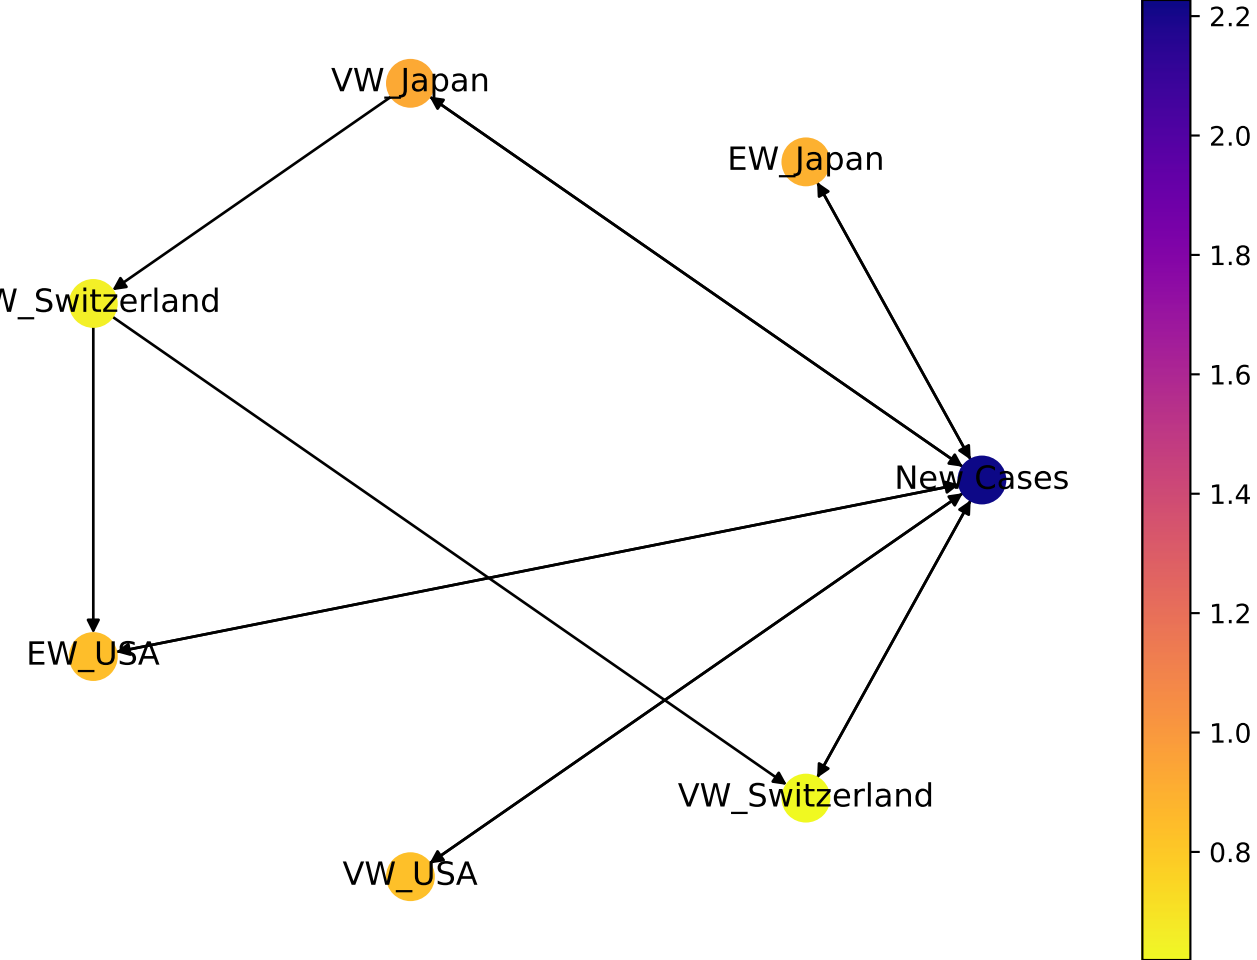 2.2
VW_Japan
2.0
EW_Japan
1.8
W_Switzerland
1.6
New Cases
1.4
1.2
EW_USA
1.0
VW_Switzerland
0.8
VW_USA